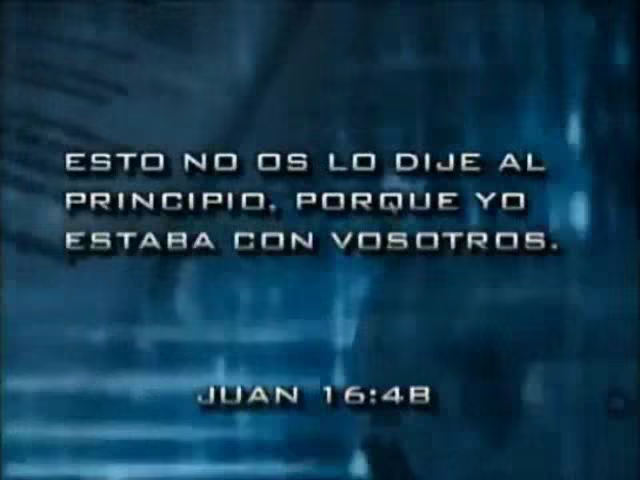 ESTO NO OS LO DIJE AL
PRINCIPIO, PORQUE YO
ESTABA CON VOSOTROS.
JUAN 16:4B